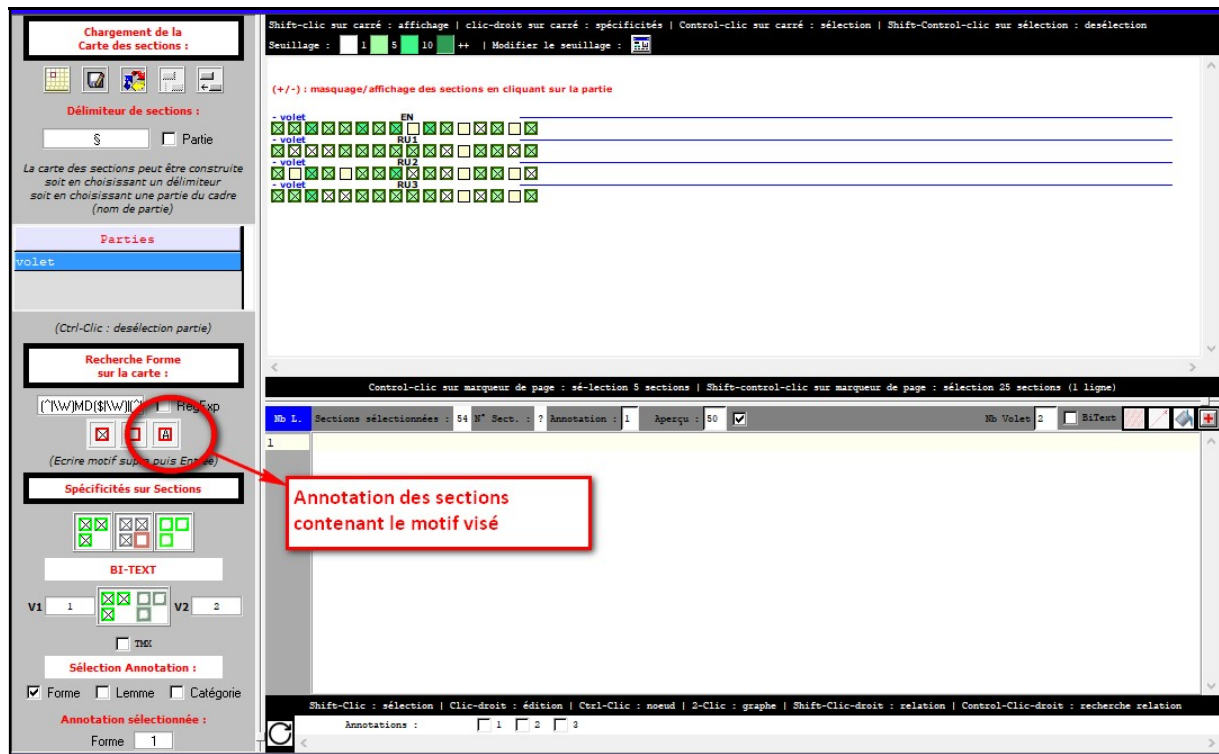 Chargement de la
Carte des sections :
Délimiteur de sections :
§
Partie
La carte des sections peut être construite
soit en choisissant un délimiteur
soit en choisissant une partie du cadre
(nom de partie)
Parties
volet
(Ctrl-Clic : desélection partie)
Recherche Forme
sur la carte :
(^|\W)MD($|\W)|(^|
RegExp
(Ecrire motif supra puis Entrée)
Spécificités sur Sections
BI-TEXT
V1 1 V2 2
TMX
Sélection Annotation :
Forme Lemme Catégorie
Annotation sélectionnée :
Forme 1
Shift-clic sur carré : affichage | clic-droit sur carré : spécificités | Control-clic sur carré : sélection | Shift-Control-clic sur sélection : desélection
Seuillage : 1 5 10 ++ | Modifier le seuillage :
(+/-) : masquage/affichage des sections en cliquant sur la partie
- volet EN
- volet RU1
- volet RU2
- volet RU3
Control-clic sur marqueur de page : sé-lection 5 sections | Shift-control-clic sur marqueur de page : sélection 25 sections (1 ligne)
Nb L. Sections sélectionnées : 54 N° Sect. : ? Annotation : 1 Aperçu : 50 Nb Volet 2 BiText
1
Annotation des sections
contenant le motif visé
Shift-Clic : sélection | Clic-droit : édition | Ctrl-Clic : noeud | 2-Clic : graphe | Shift-Clic-droit : relation | Control-Clic-droit : recherche relation
Annotations : 1 2 3